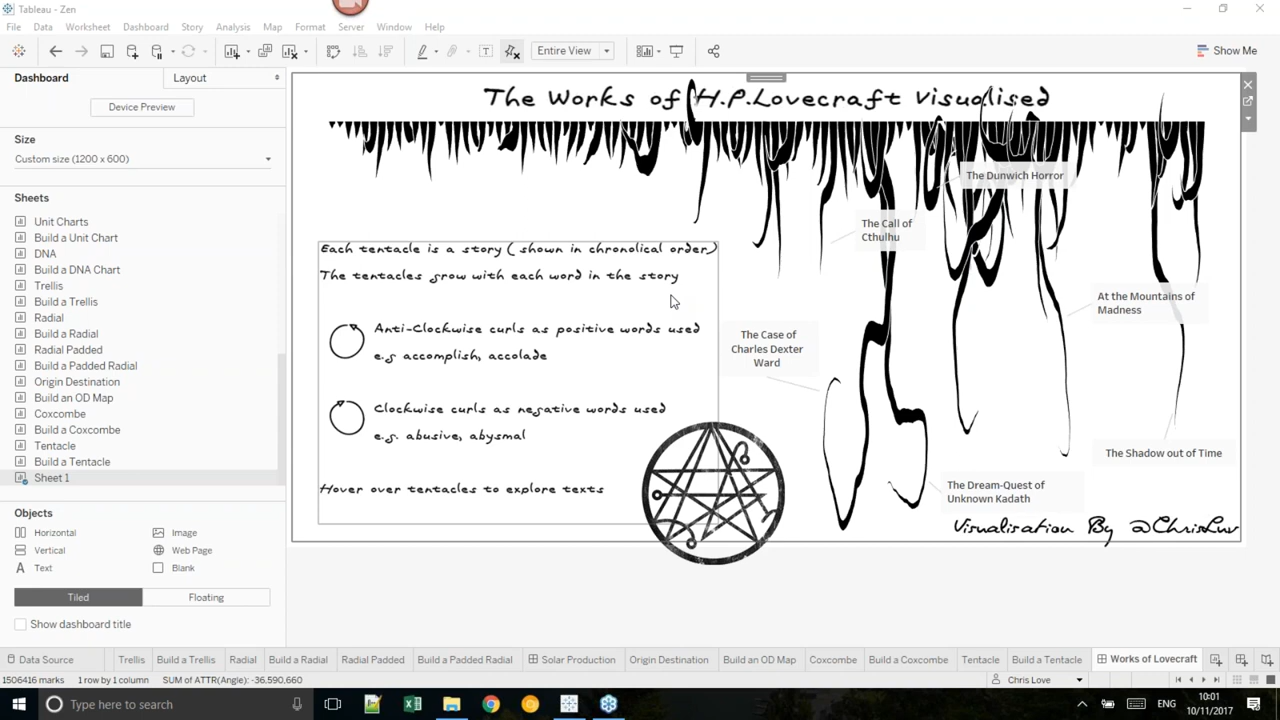 Tableau - Zen
File Data Worksheet Dashboard Story Analysis Map Format Server Window Help
Entire View
Show Me
Dashboard Layout
Device Preview
Size
Custom size (1200 x 600)
Sheets
Unit Charts
Build a Unit Chart
DNA
Build a DNA Chart
Trellis
Build a Trellis
Radial
Build a Radial
Radial Padded
Build a Padded Radial
Origin Destination
Build an OD Map
Coxcombe
Build a Coxcombe
Tentacle
Build a Tentacle
Sheet 1
Objects
Horizontal Image
Vertical Web Page
A Text Blank
Tiled Floating
Show dashboard title
The Works of H.P.Lovecraft Visualised
The Dunwich Horror
The Call of
Cthulhu
Each tentacle is a story ( shown in chronolical order)
The tentacles grow with each word in the story
At the Mountains of
Madness
Anti-Clockwise curls as positive words used
e.g accomplish, accolade
The Case of
Charles Dexter
Ward
Clockwise curls as negative words used
e.g. abusive, abysmal
The Shadow out of Time
Hover over tentacles to explore texts
The Dream-Quest of
Unknown Kadath
Visualisation By @ChrisLuv
Data Source Trellis Build a Trellis Radial Build a Radial Radial Padded Build a Padded Radial Solar Production Origin Destination Build an OD Map Coxcombe Build a Coxcombe Tentacle Build a Tentacle Works of Lovecraft
1506416 marks 1 row by 1 column SUM of ATTR(Angle): -36.590.660 Chris Love
Type here to search
10:01
10/11/2017